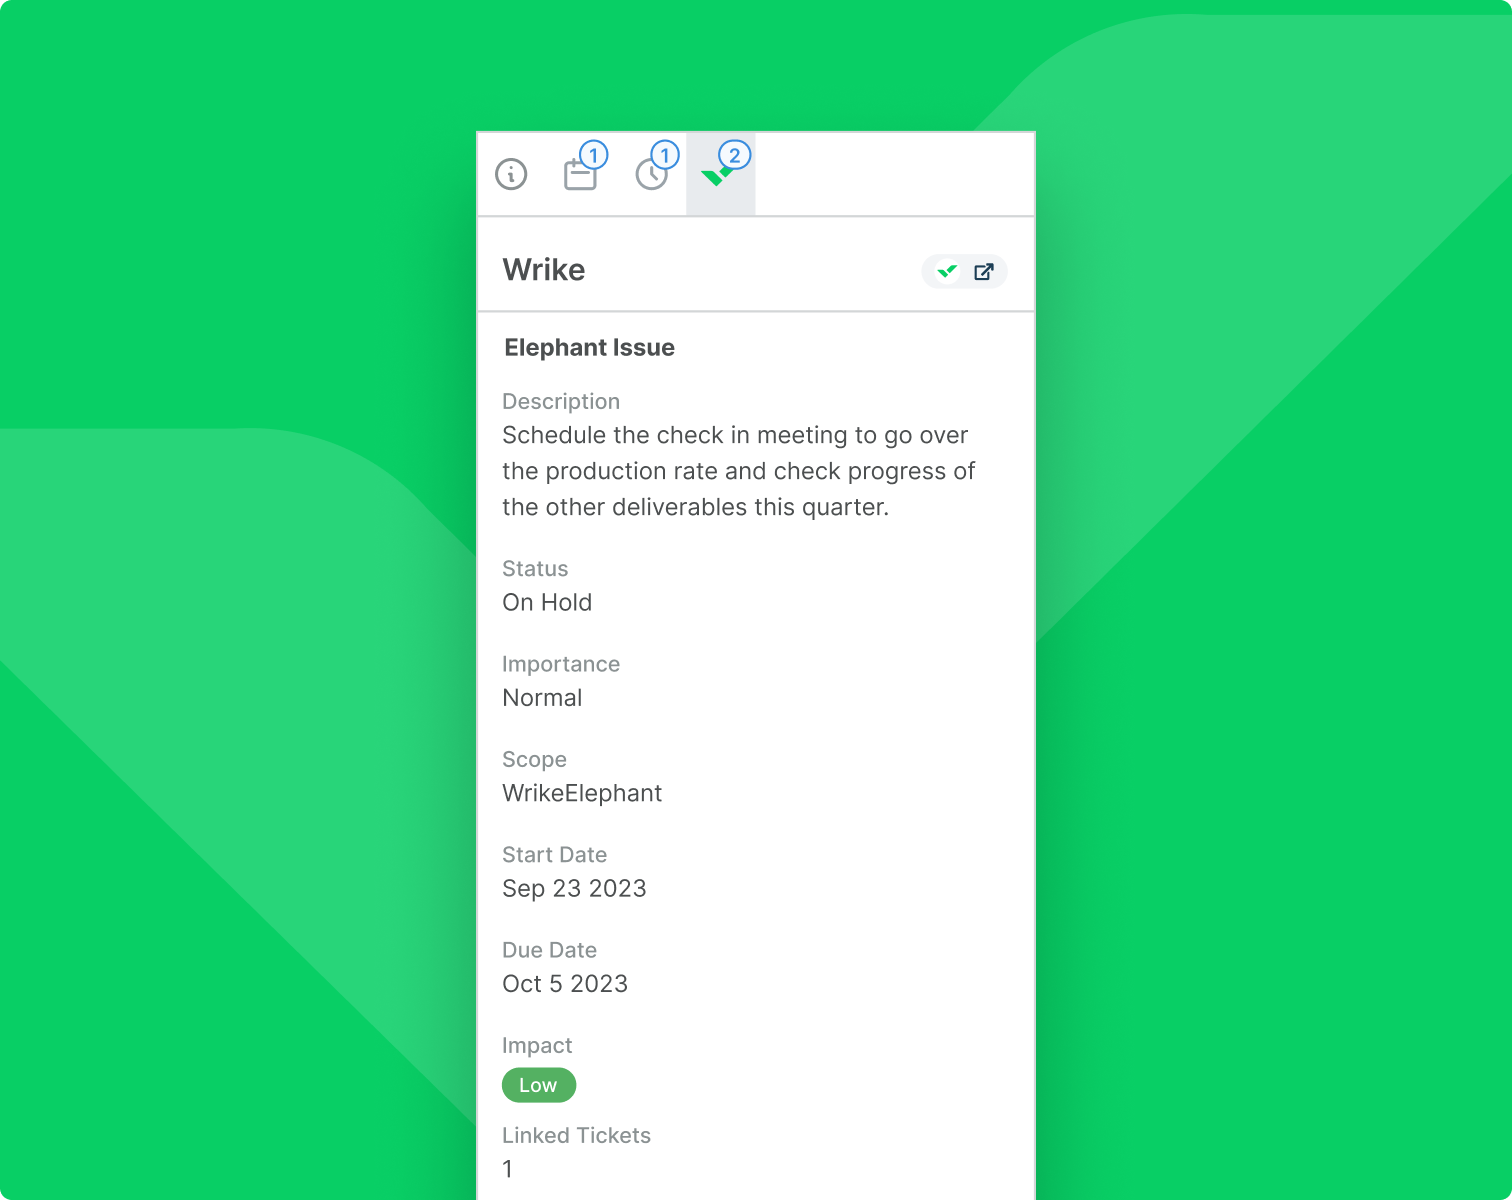 1
1
2
Wrike
Elephant Issue
Description
Schedule the check in meeting to go over
the production rate and check progress of
the other deliverables this quarter.
Status
On Hold
Importance
Normal
Scope
WrikeElephant
Start Date
Sep 23 2023
Due Date
Oct 5 2023
Impact
Low
Linked Tickets
1